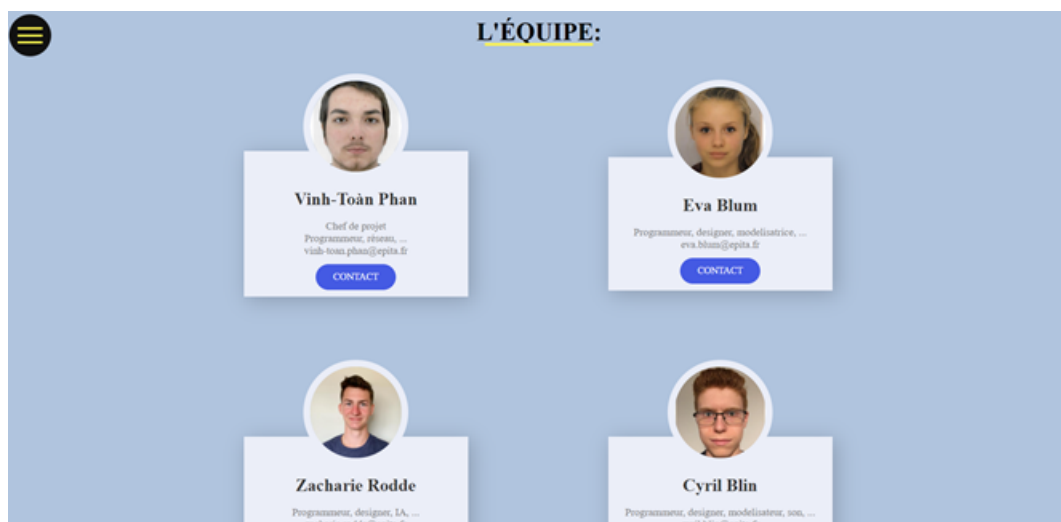 L'ÉQUIPE:
Vinh-Toàn Phan
Chef de projet
Programmeur, réseau, ...
vinh-toan.phan@epita.fr
CONTACT
Eva Blum
Programmeur, designer, modelisatrice, ...
eva.blum@epita.fr
CONTACT
Zacharie Rodde
Programmeur, designer, IA, ...
Cyril Blin
Programmeur, designer, modelisateur, son, ...